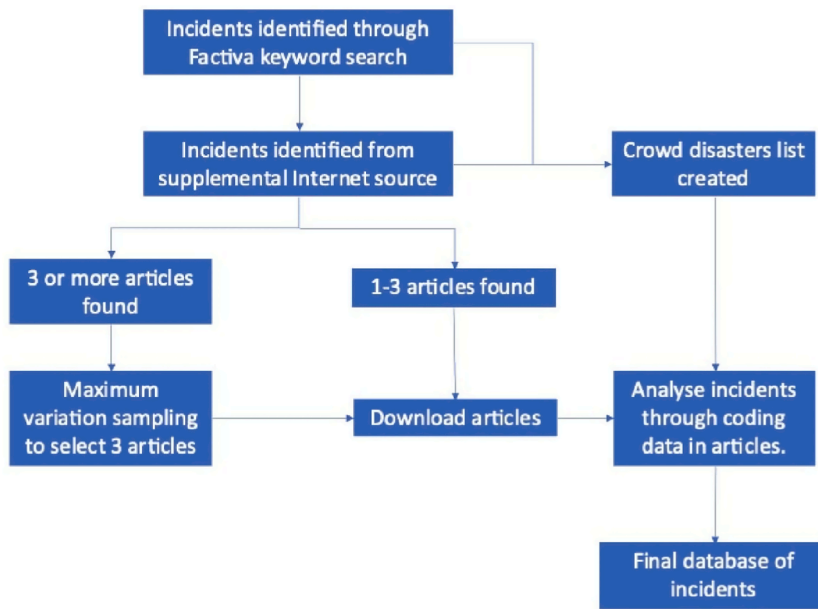 Incidents identified through
Factiva keyword search
Incidents identified from
supplemental Internet source
Crowd disasters list
created
3 or more articles
found
1-3 articles found
Maximum
variation sampling
to select 3 articles
Download articles
Analyse incidents
through coding
data in articles.
Final database of
incidents